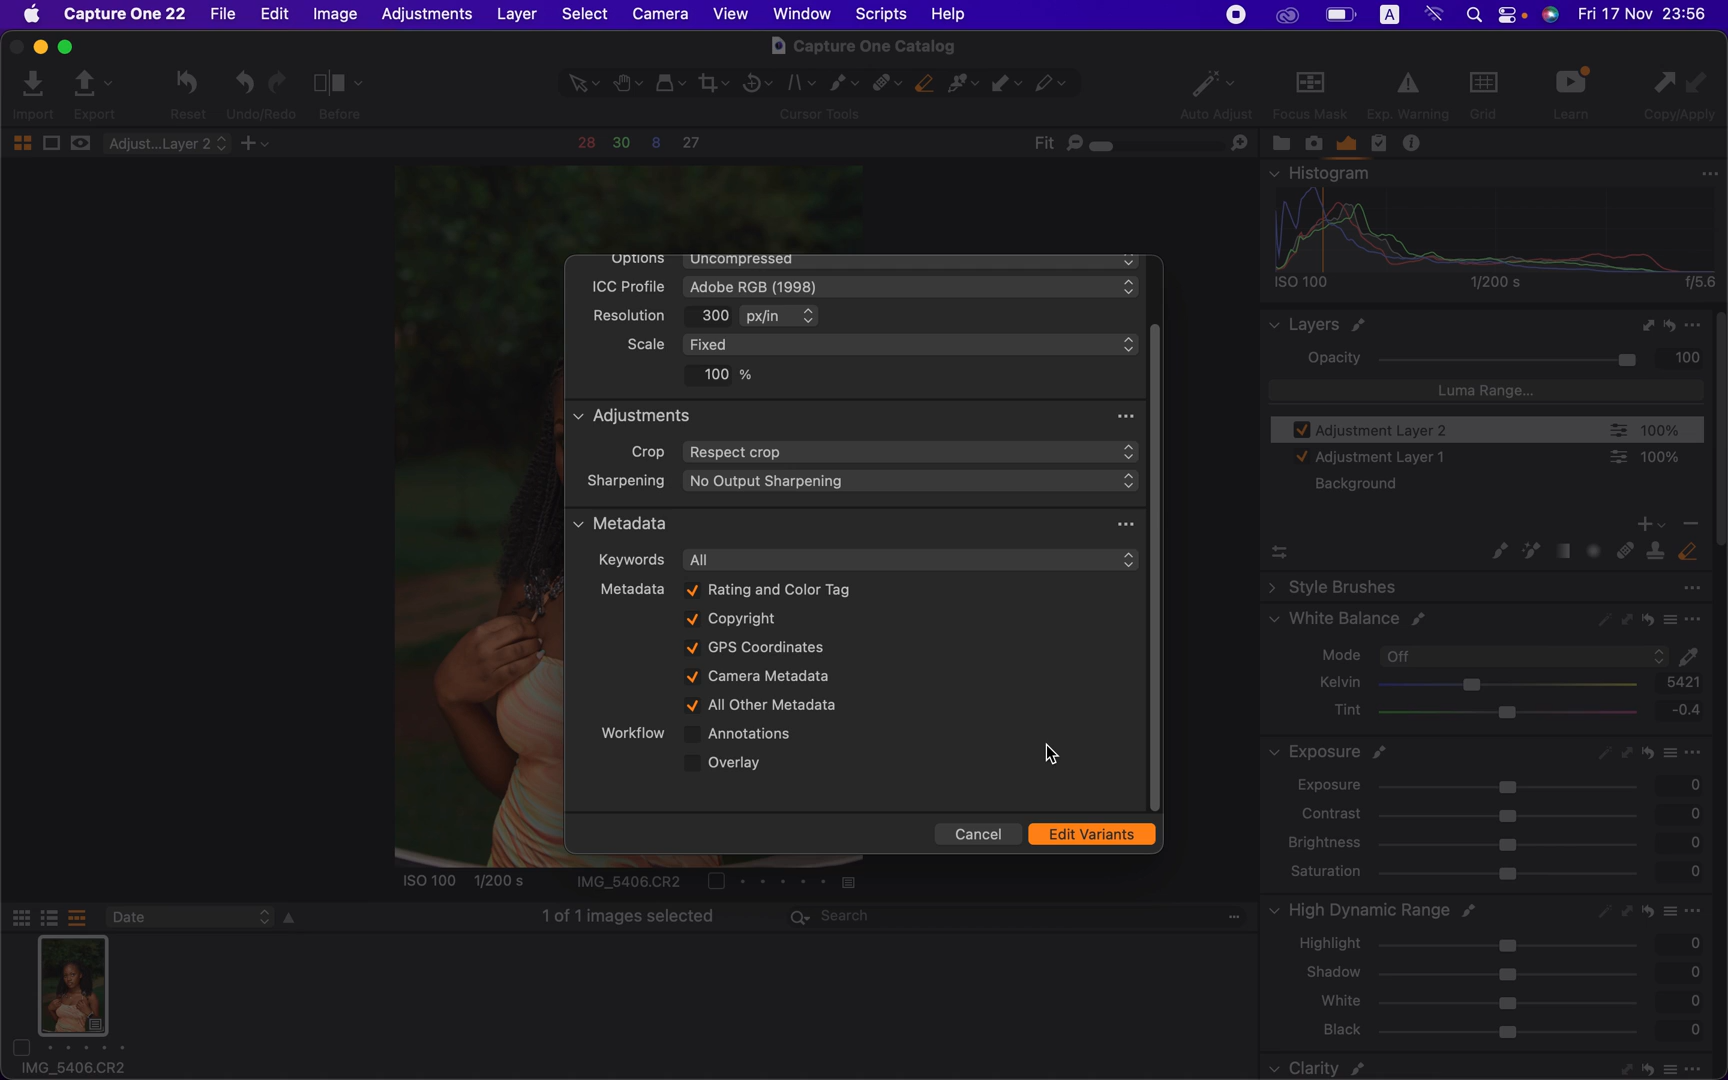 Capture One 22 File Edit Image Adjustments Layer Select Camera View Window Scripts Help A Fri 17 Nov 23:56
Capture One Catalog
Import Export Reset Undo/Redo Before Cursor Tools Auto Adjust Focus Mask Exp. Warning Grid Learn Copy/Apply
Adjust...Layer 2 28 30 8 27 Fit
Histogram
ISO 100 1/200 s f/5.6
Layers
Opacity 100
Luma Range...
Adjustment Layer 2 100%
Adjustment Layer 1 100%
Background
Style Brushes
White Balance
Mode Off
Kelvin 5421
Tint -0.4
Exposure
Exposure 0
Contrast 0
Brightness 0
Saturation 0
High Dynamic Range
Highlight 0
Shadow 0
White 0
Black 0
Clarity
Options Uncompressed
ICC Profile Adobe RGB (1998)
Resolution 300 px/in
Scale Fixed
100 %
Adjustments
Crop Respect crop
Sharpening No Output Sharpening
Metadata
Keywords All
Metadata Rating and Color Tag
Copyright
GPS Coordinates
Camera Metadata
All Other Metadata
Workflow Annotations
Overlay
Cancel Edit Variants
ISO 100 1/200 s IMG_5406.CR2
Date 1 of 1 images selected Search
IMG_5406.CR2